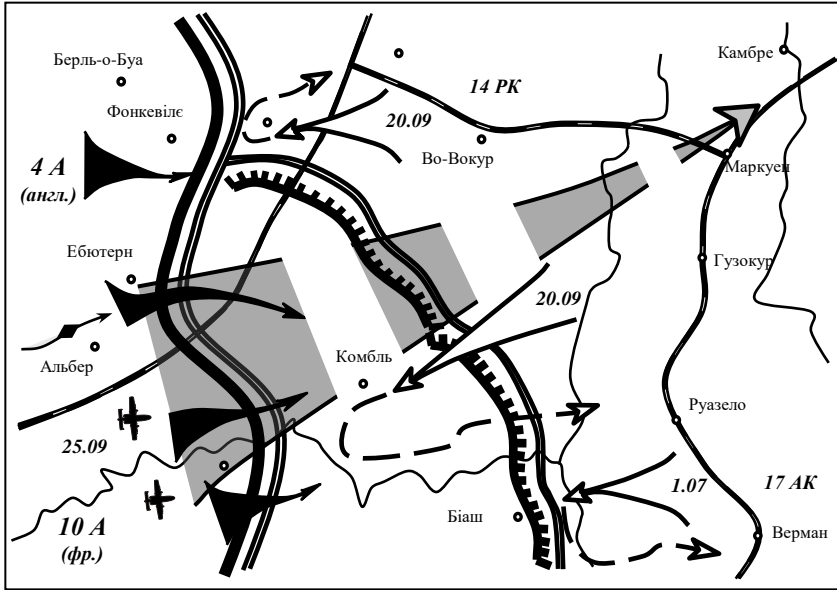 Камбре
Берль-о-Буа
14 РК
Фонкевілє
20.09
Во-Вокур
4 А
(англ.)
Маркуен
Ебютерн
Гузокур
20.09
Альбер
Комбль
Руазело
25.09
1.07
17 АК
10 А
(фр.)
Біаш
Верман